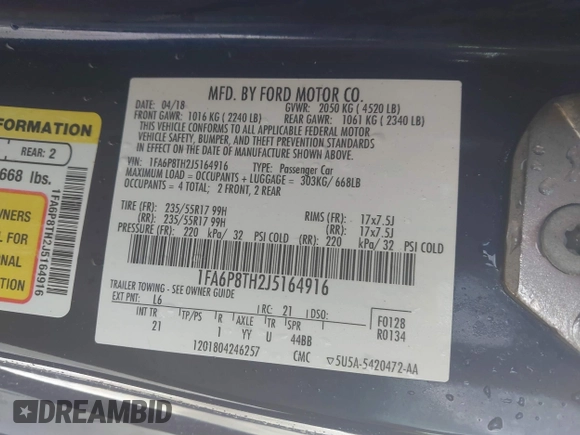 MFD. BY FORD MOTOR CO.
DATE: 04/18 GVWR: 2050 KG ( 4520 LB)
FRONT GAWR: 1016 KG ( 2240 LB) REAR GAWR: 1061 KG ( 2340 LB)
THIS VEHICLE CONFORMS TO ALL APPLICABLE FEDERAL MOTOR
VEHICLE SAFETY, BUMPER, AND THEFT PREVENTION STANDARDS
IN EFFECT ON THE DATE OF MANUFACTURE SHOWN ABOVE.
VIN: 1FA6P8TH2J5164916 TYPE: Passenger Car
MAXIMUM LOAD = OCCUPANTS + LUGGAGE = 303KG/ 668LB
OCCUPANTS = 4 TOTAL; 2 FRONT, 2 REAR
TIRE (FR): 235/55R17 99H RIMS (FR): 17x7.5J
(RR): 235/55R17 99H (RR): 17x7.5J
PRESSURE (FR): 220 kPa/ 32 PSI COLD (RR): 220 kPa/ 32 PSI COLD
1FA6P8TH2J5164916
TRAILER TOWING - SEE OWNER GUIDE
EXT PNT: L6 RC: 21 DSO:
INT TR TP/PS R AXLE TR SPR
21 1 YY U 44BB
F0128
R0134
1201804246257 CMC ▽5U5A-5420472-AA
FORMATION
REAR: 2
668 lbs.
WNERS
L FOR
IONAL
ATION
1FA6P8TH2J5164916
DUSAMBID